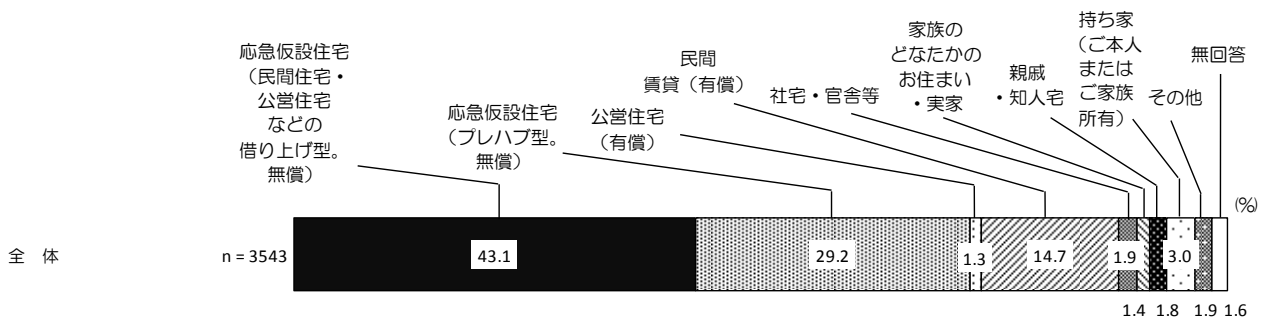 応急仮設住宅
（民間住宅・
公営住宅
などの
借り上げ型。
無償）
応急仮設住宅
（プレハブ型。
無償）
公営住宅
（有償）
民間
賃貸（有償）
社宅・官舎等
家族の
どなたかの
お住まい
・実家
親戚
・知人宅
持ち家
（ご本人
または
ご家族
所有）
その他
無回答
(%)
全　体 n = 3543 43.1 29.2 1.3 14.7 1.9 3.0
1.4 1.8 1.9 1.6